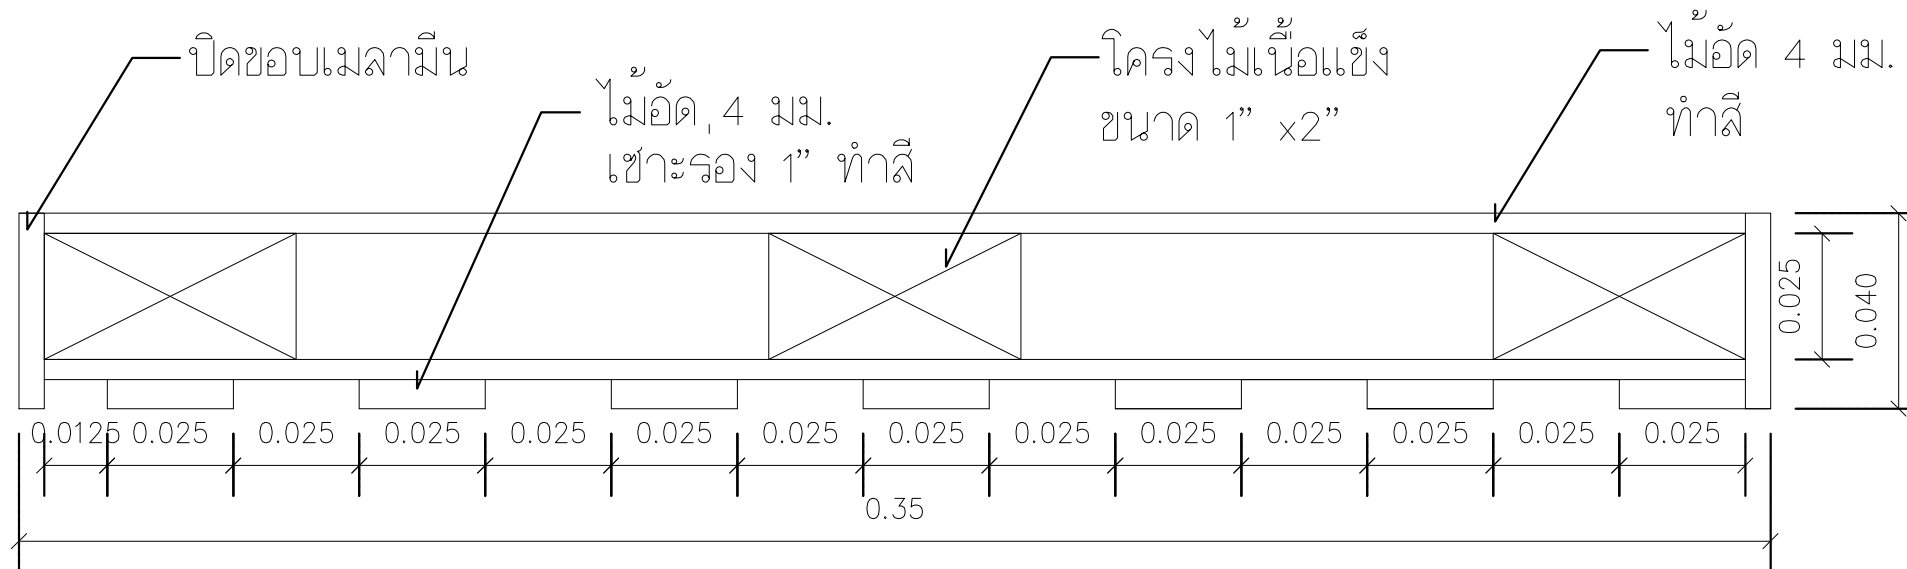 ปิดขอบเมลามีน
ไม้อัด 4 มม.
เซาะรอง 1” ทำสี
โครงไม้เนื้อแข็ง
ขนาด 1” x2”
ไม้อัด 4 มม.
ทำสี
0.025
0.040
0.0125 0.025 0.025 0.025 0.025 0.025 0.025 0.025 0.025 0.025 0.025 0.025 0.025 0.025
0.35